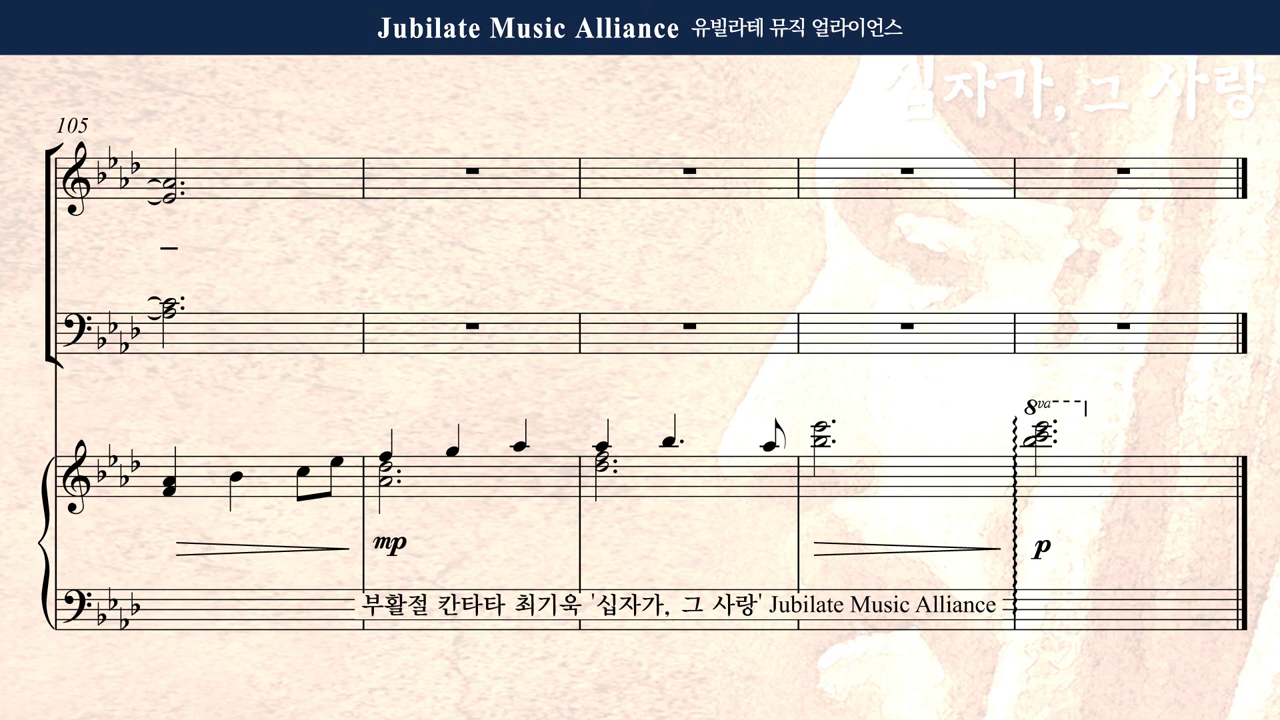 Jubilate Music Alliance 유빌라테 뮤직 얼라이언스
십자가, 그 사랑
105
8va
mp
p
부활절 칸타타 최기욱 '십자가, 그 사랑' Jubilate Music Alliance